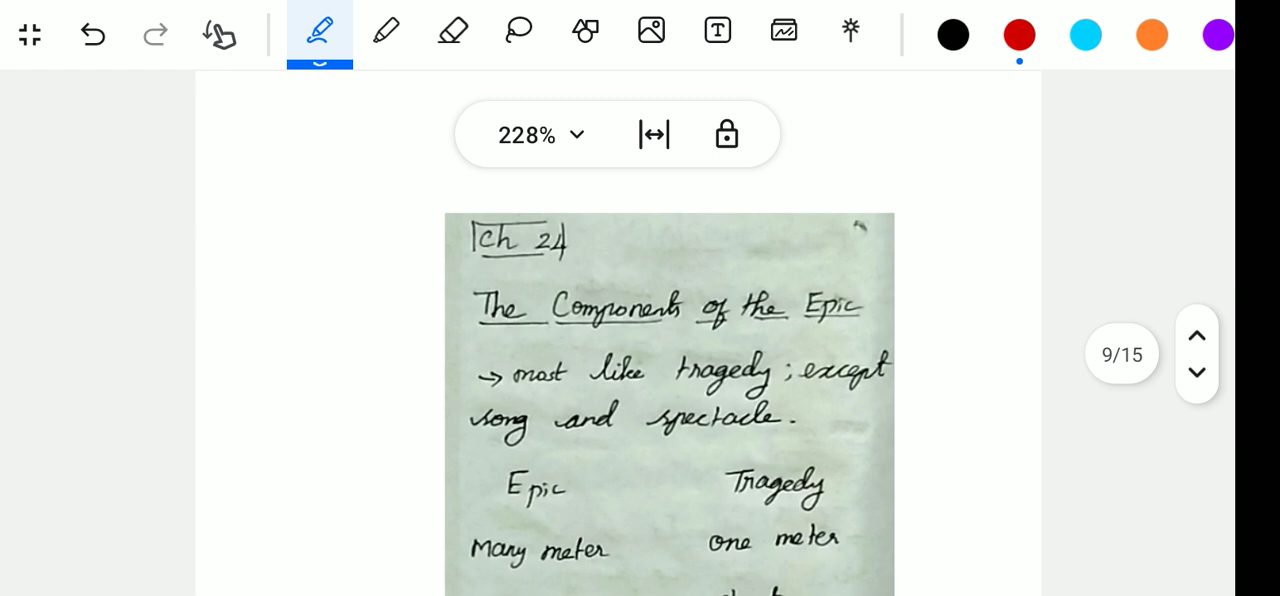 228%
Ch 24
The Components of the Epic
→ most like tragedy; except
song and spectacle.
Epic Tragedy
Many meter one meter
9/15